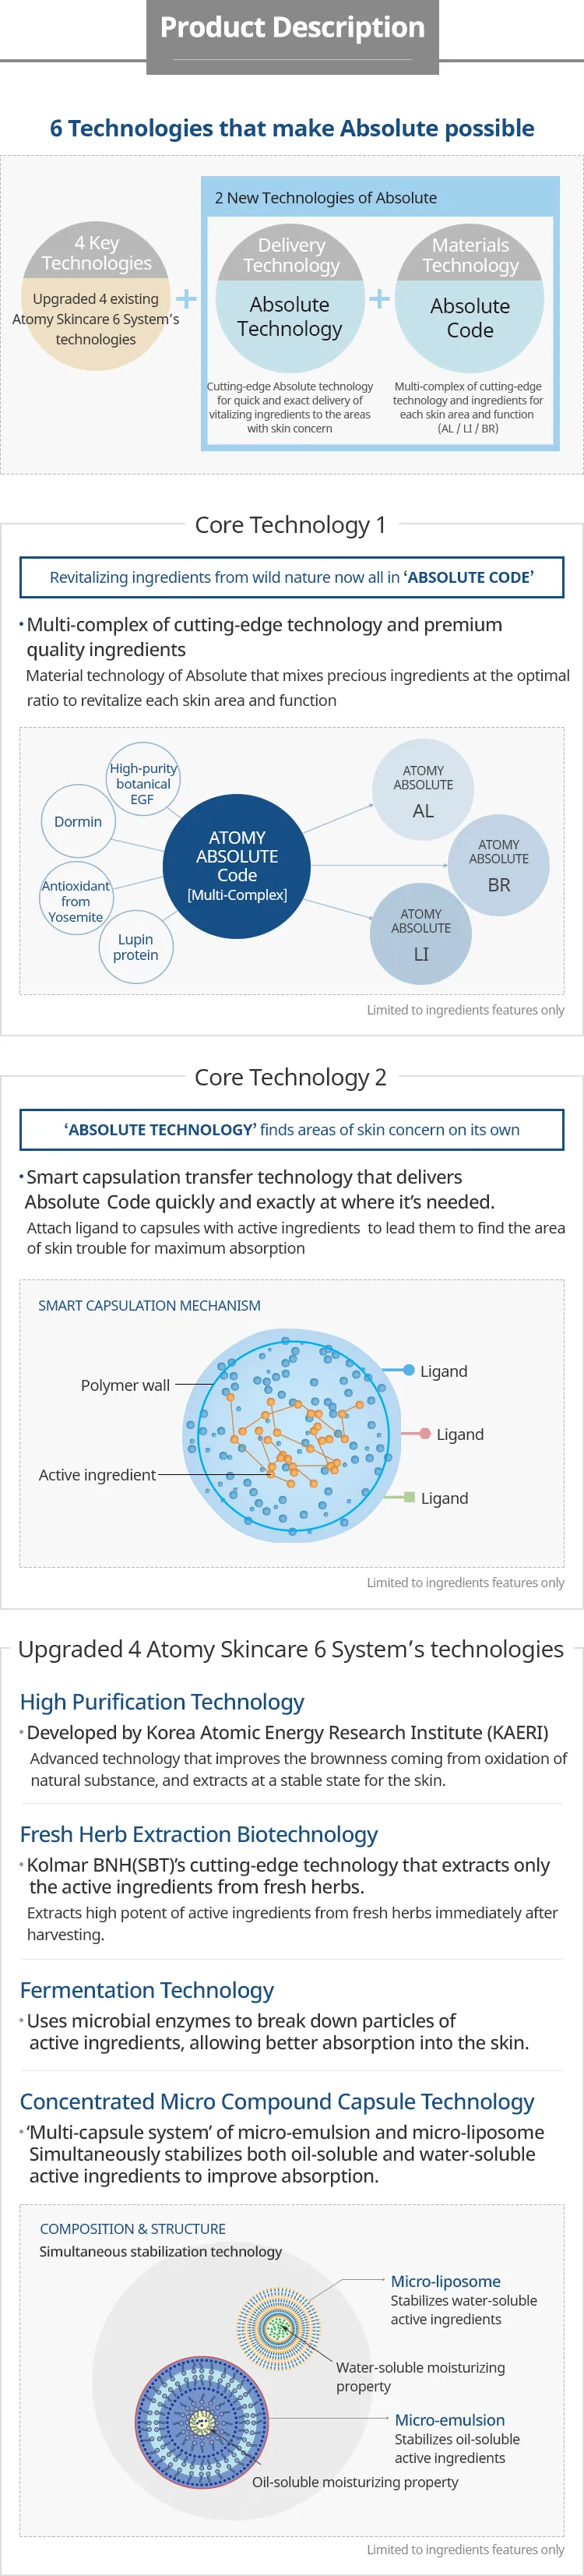 Product Description
6 Technologies that make Absolute possible
2 New Technologies of Absolute
4 Key
Technologies
Upgraded 4 existing
Atomy Skincare 6 System's
technologies
+
Delivery
Technology
Absolute
Technology
Cutting-edge Absolute technology
for quick and exact delivery of
vitalizing ingredients to the areas
with skin concern
+
Materials
Technology
Absolute
Code
Multi-complex of cutting-edge
technology and ingredients for
each skin area and function
(AL / LI / BR)
Core Technology 1
Revitalizing ingredients from wild nature now all in ‘ABSOLUTE CODE’
• Multi-complex of cutting-edge technology and premium
quality ingredients
Material technology of Absolute that mixes precious ingredients at the optimal
ratio to revitalize each skin area and function
High-purity
botanical
EGF
Dormin
Antioxidant
from
Yosemite
Lupin
protein
ATOMY
ABSOLUTE
Code
[Multi-Complex]
ATOMY
ABSOLUTE
AL
ATOMY
ABSOLUTE
BR
ATOMY
ABSOLUTE
LI
Limited to ingredients features only
Core Technology 2
‘ABSOLUTE TECHNOLOGY’ finds areas of skin concern on its own
• Smart capsulation transfer technology that delivers
Absolute Code quickly and exactly at where it’s needed.
Attach ligand to capsules with active ingredients to lead them to find the area
of skin trouble for maximum absorption
SMART CAPSULATION MECHANISM
Polymer wall
Active ingredient
Ligand
Ligand
Ligand
Limited to ingredients features only
Upgraded 4 Atomy Skincare 6 System’s technologies
High Purification Technology
• Developed by Korea Atomic Energy Research Institute (KAERI)
Advanced technology that improves the brownness coming from oxidation of
natural substance, and extracts at a stable state for the skin.
Fresh Herb Extraction Biotechnology
• Kolmar BNH(SBT)’s cutting-edge technology that extracts only
the active ingredients from fresh herbs.
Extracts high potent of active ingredients from fresh herbs immediately after
harvesting.
Fermentation Technology
• Uses microbial enzymes to break down particles of
active ingredients, allowing better absorption into the skin.
Concentrated Micro Compound Capsule Technology
• ‘Multi-capsule system’ of micro-emulsion and micro-liposome
Simultaneously stabilizes both oil-soluble and water-soluble
active ingredients to improve absorption.
COMPOSITION & STRUCTURE
Simultaneous stabilization technology
Micro-liposome
Stabilizes water-soluble
active ingredients
Water-soluble moisturizing
property
Micro-emulsion
Stabilizes oil-soluble
active ingredients
Oil-soluble moisturizing property
Limited to ingredients features only